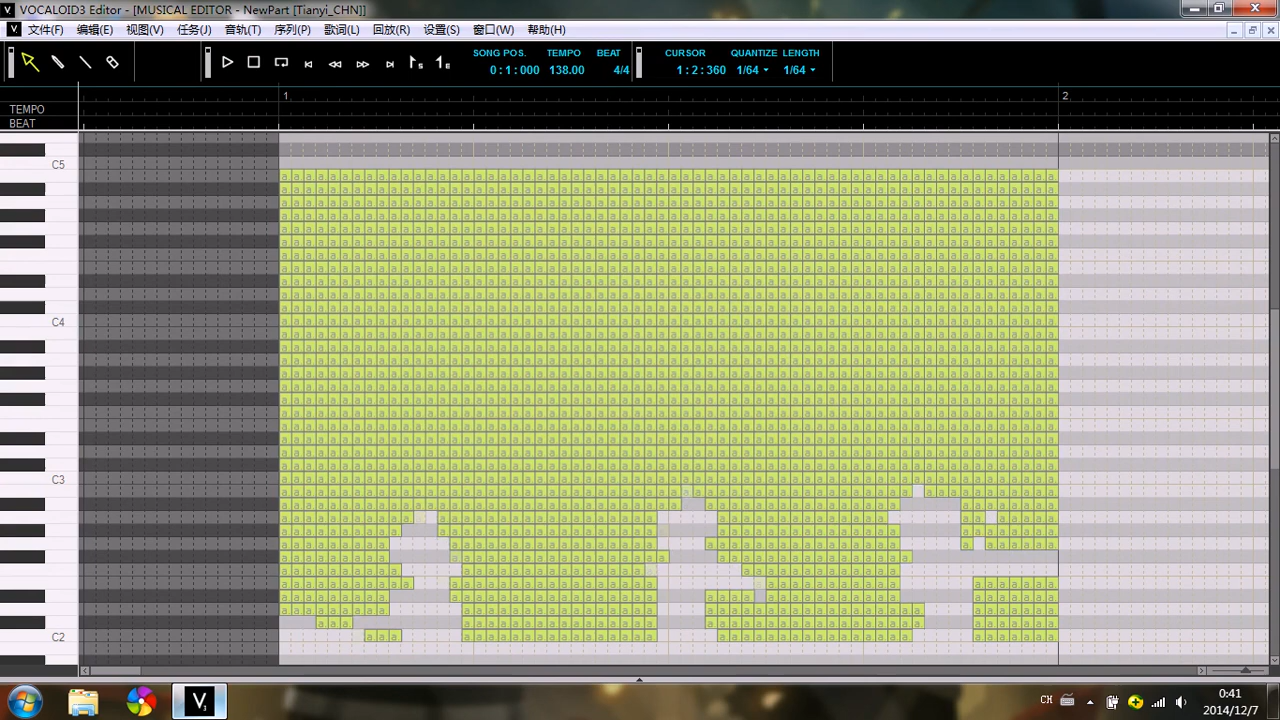 VOCALOID3 Editor - [MUSICAL EDITOR - NewPart [Tianyi_CHN]]
文件(F) 编辑(E) 视图(V) 任务(J) 音轨(T) 序列(P) 歌词(L) 回放(R) 设置(S) 窗口(W) 帮助(H)
SONG POS. TEMPO BEAT CURSOR QUANTIZE LENGTH
0:1:000 138.00 4/4 1:2:360 1/64 1/64
1 2
TEMPO
BEAT
C5
C4
C3
C2
CH 0:41
2014/12/7